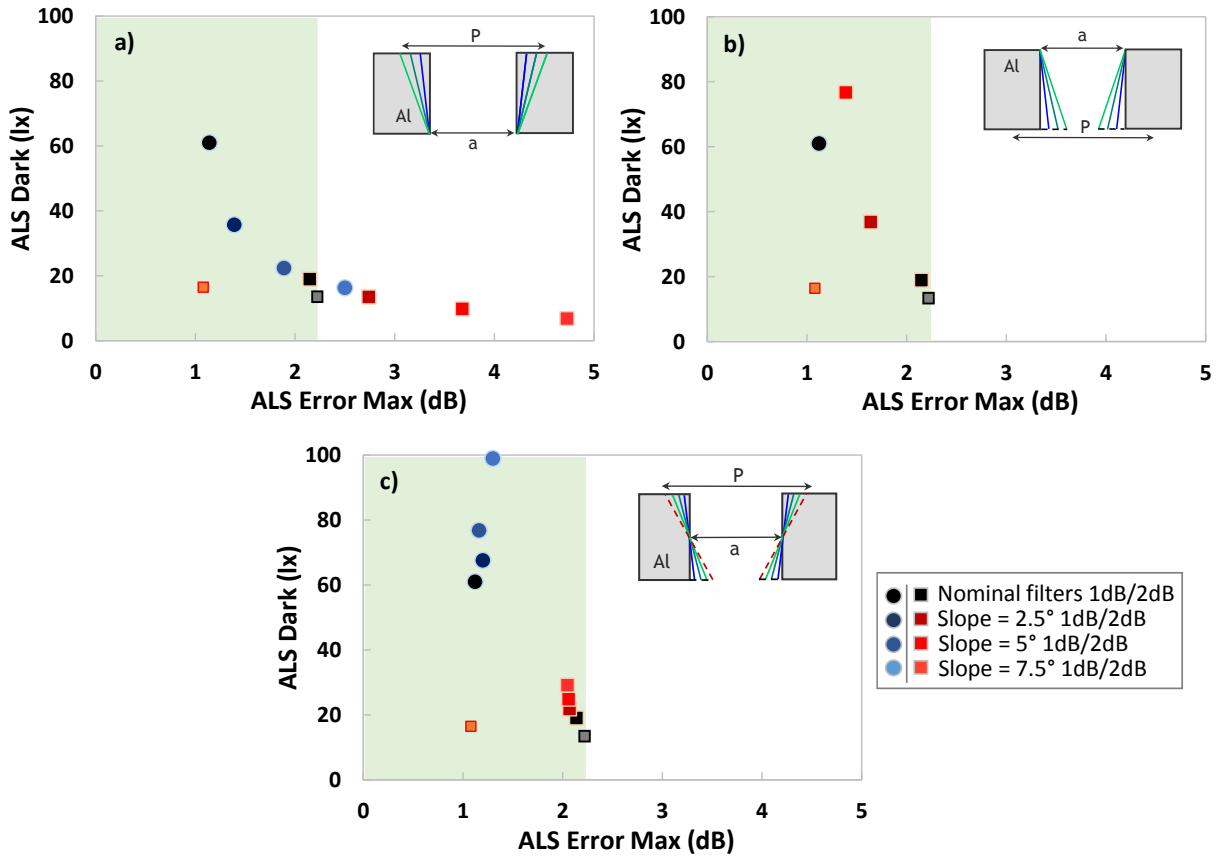 a)
100
80
60
40
20
0
ALS Dark (lx)
0 1 2 3 4 5
ALS Error Max (dB)
P
Al
a
b)
100
80
60
40
20
0
ALS Dark (lx)
0 1 2 3 4 5
ALS Error Max (dB)
a
Al
P
c)
100
80
60
40
20
0
ALS Dark (lx)
0 1 2 3 4 5
ALS Error Max (dB)
P
a
Al
Nominal filters 1dB/2dB
Slope = 2.5° 1dB/2dB
Slope = 5° 1dB/2dB
Slope = 7.5° 1dB/2dB